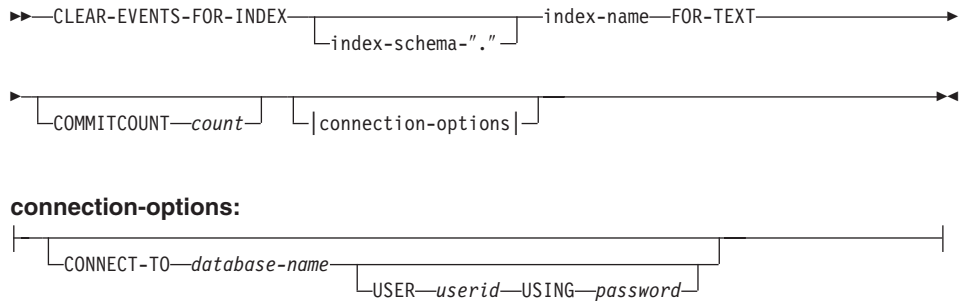 CLEAR-EVENTS-FOR-INDEX index-name FOR-TEXT
index-schema-"."
COMMITCOUNT count |connection-options|
connection-options:
CONNECT-TO database-name
USER userid USING password